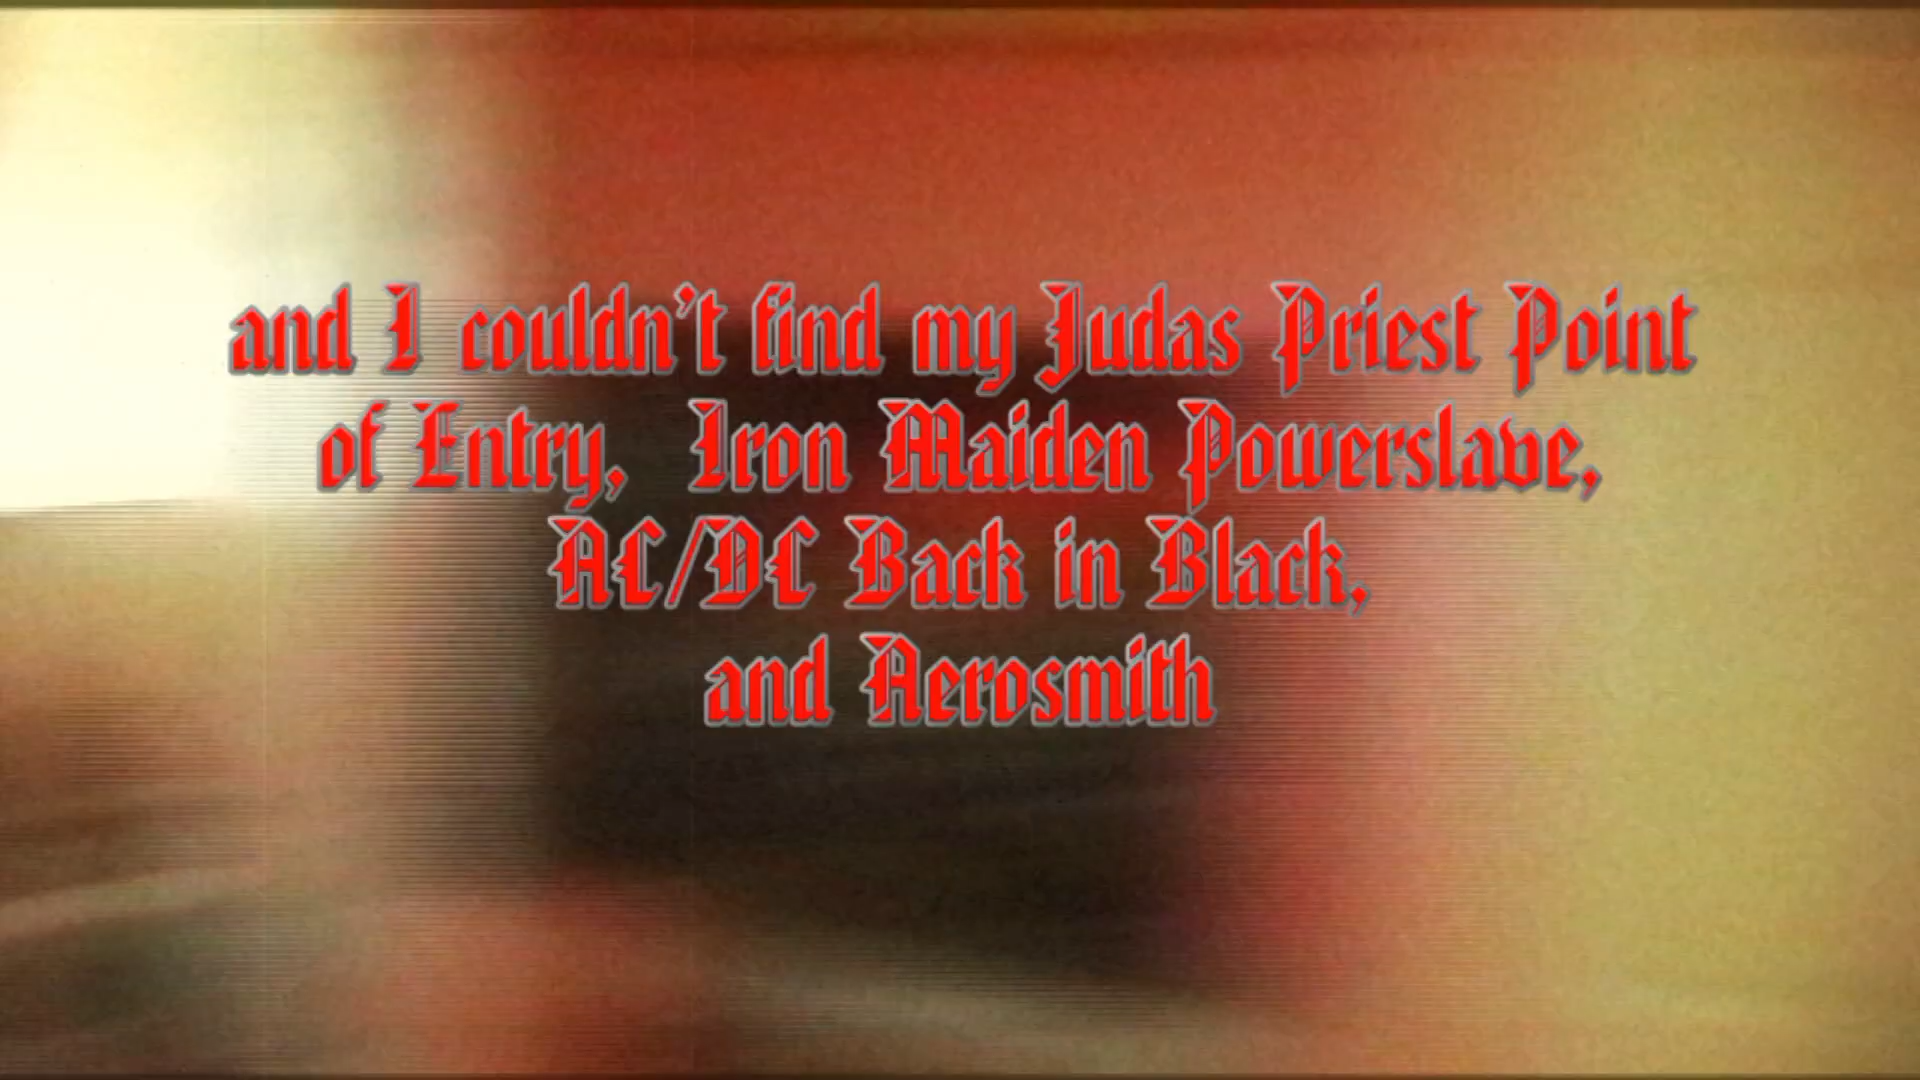 and I couldn't find my Judas Priest Point
of Entry, Iron Maiden Powerslave,
AC/DC Back in Black,
and Aerosmith